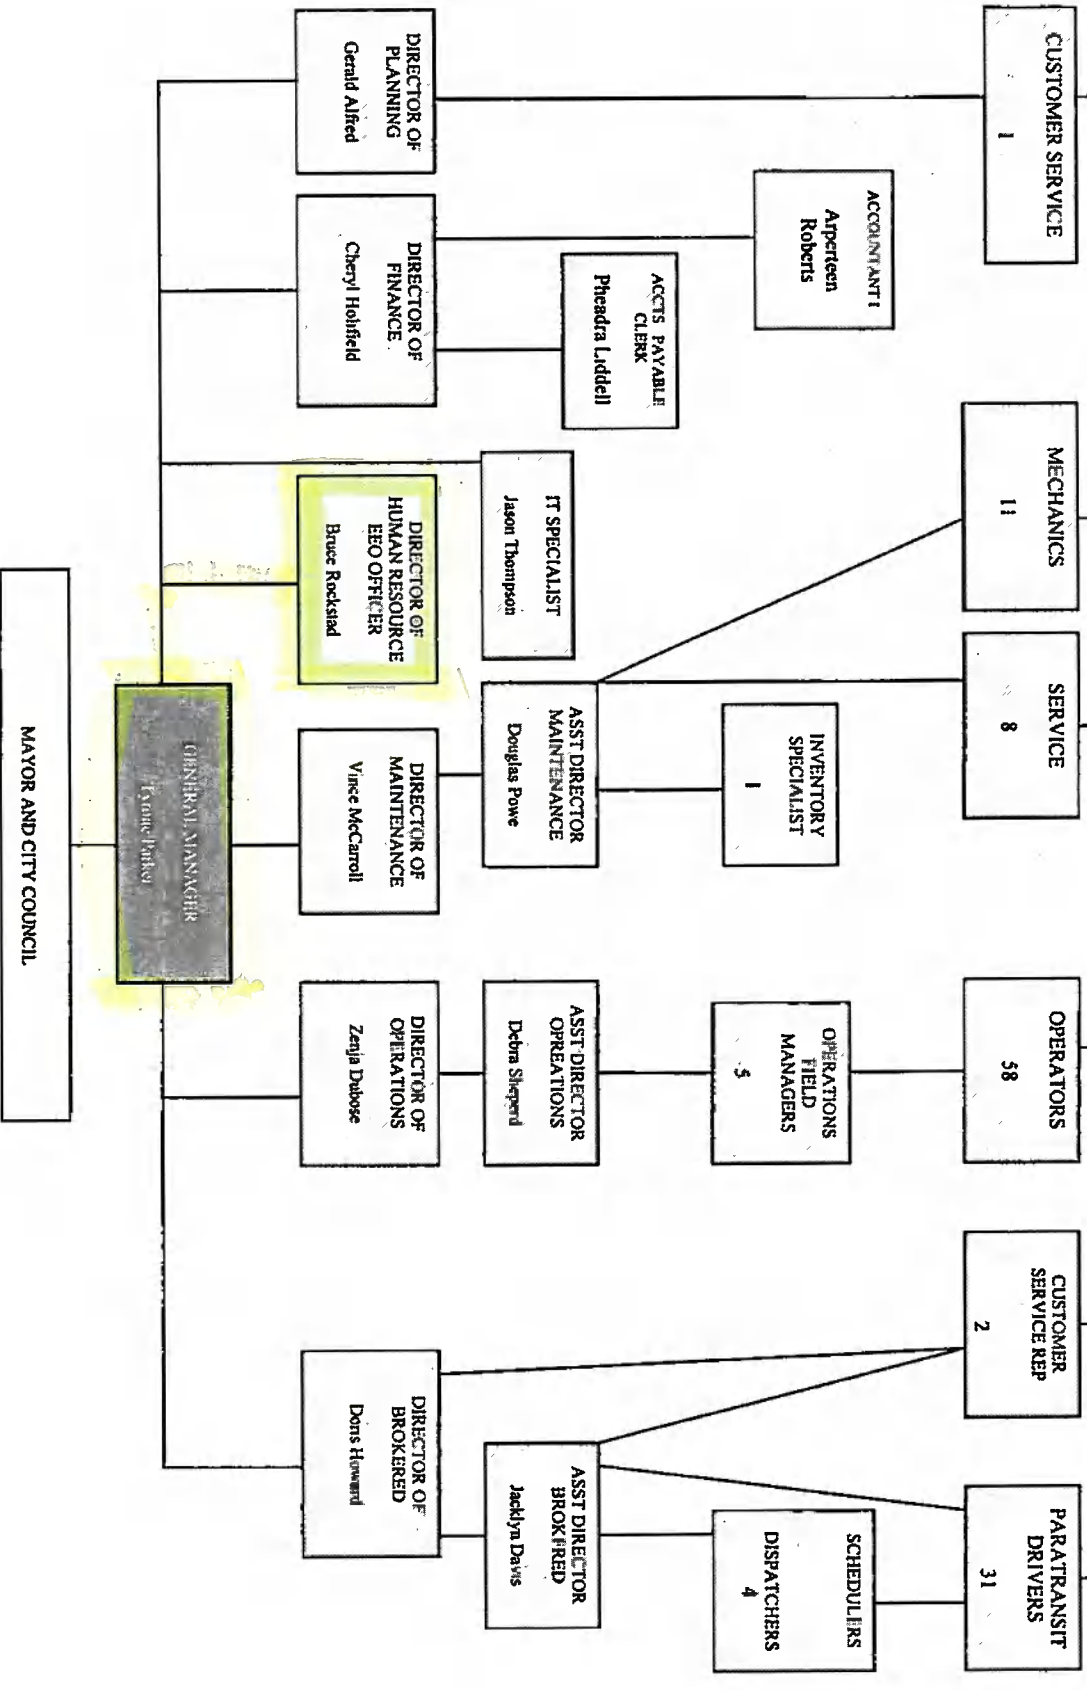 MAYOR AND CITY COUNCIL
GENERAL MANAGER
Tyrone Parker
DIRECTOR OF
PLANNING
Gerald Alfred
DIRECTOR OF
FINANCE
Cheryl Holifield
DIRECTOR OF
HUMAN RESOURCE
EEO OFFICER
Bruce Rockstad
DIRECTOR OF
MAINTENANCE
Vince McCarroll
DIRECTOR OF
OPERATIONS
Zenja Dubose
DIRECTOR OF
BROKERED
Doris Howard
IT SPECIALIST
Jason Thompson
ASST DIRECTOR
MAINTENANCE
Douglas Powe
ASST DIRECTOR
OPREATIONS
Debra Sheperd
ASST DIRECTOR
BROKERED
Jacklyn Davis
ACCTS PAYABLE
CLERK
Pheadra Liddell
ACCOUNTANT I
Arperteen
Roberts
INVENTORY
SPECIALIST
1
OPERATIONS
FIELD
MANAGERS
5
SCHEDULERS
DISPATCHERS
4
CUSTOMER SERVICE
1
MECHANICS
11
SERVICE
8
OPERATORS
58
CUSTOMER
SERVICE REP
2
PARATRANSIT
DRIVERS
31